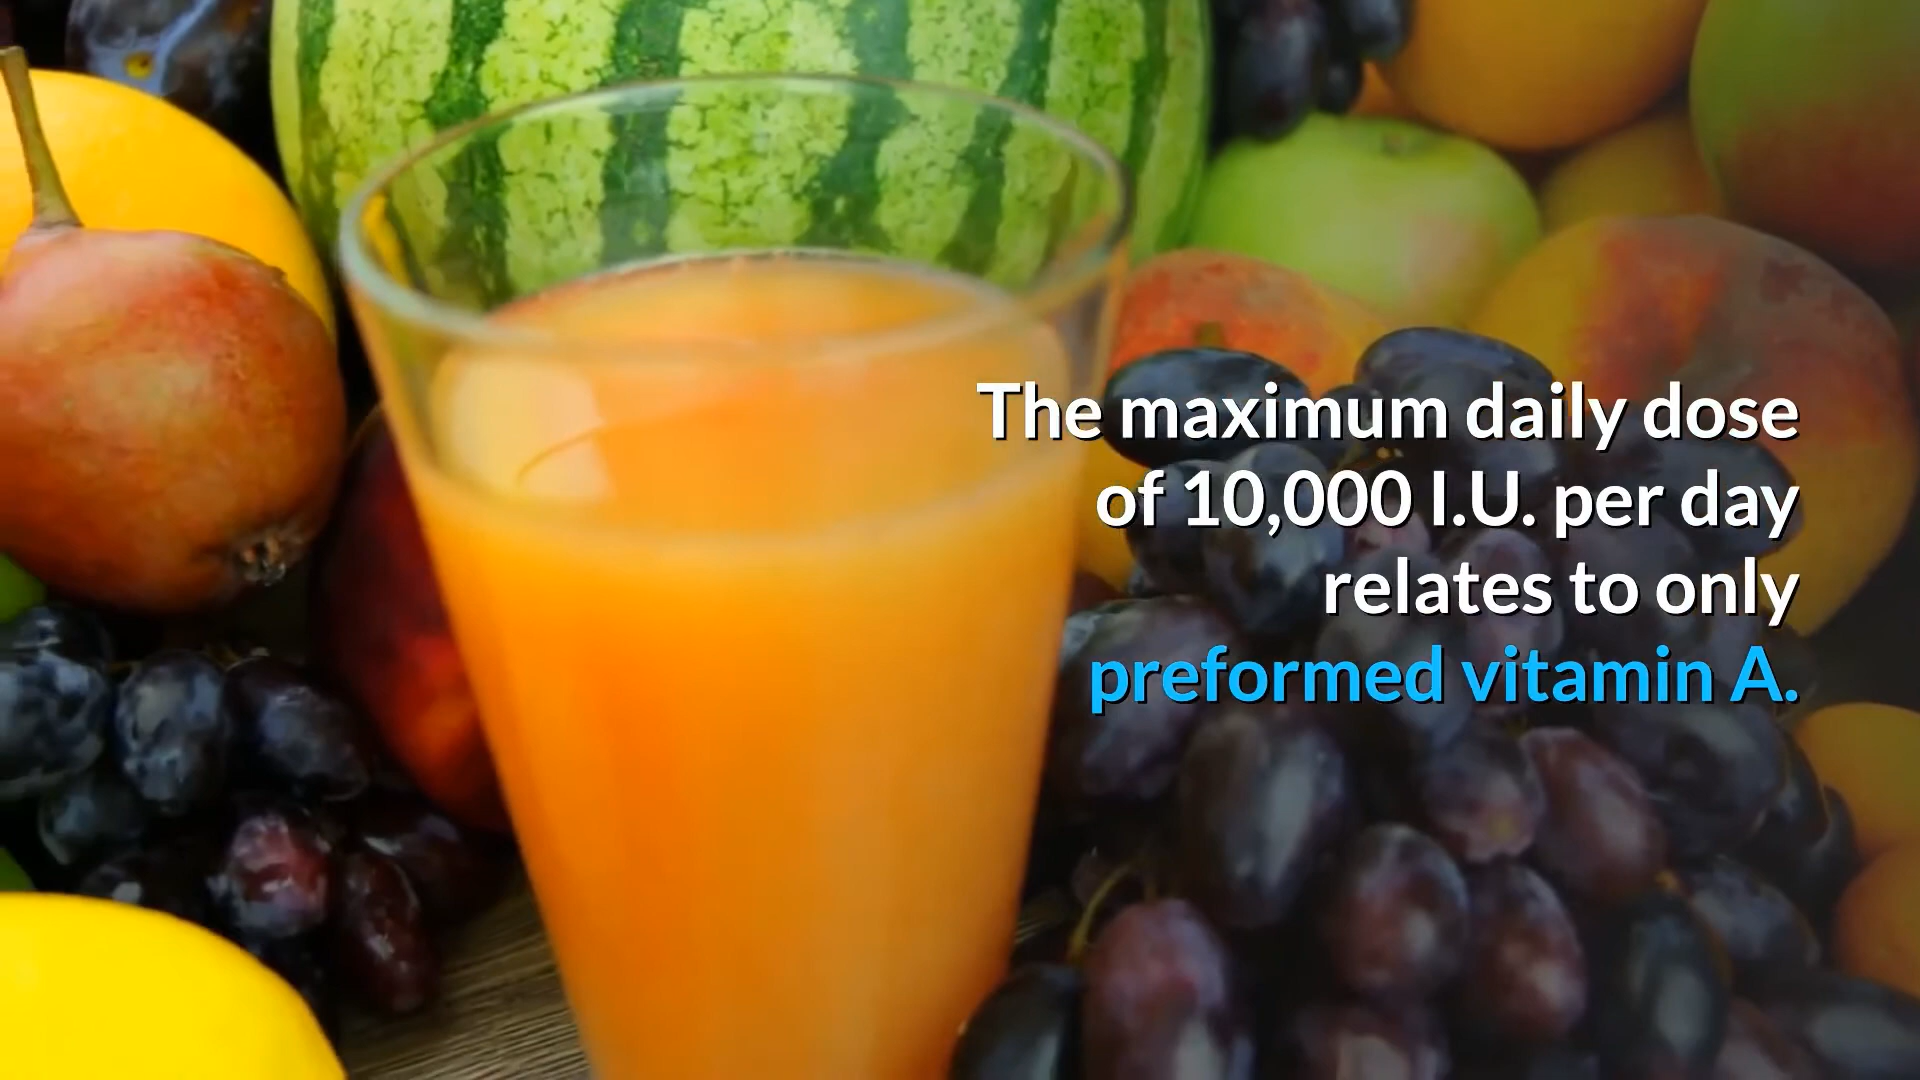 The maximum daily dose
of 10,000 I.U. per day
relates to only
preformed vitamin A.